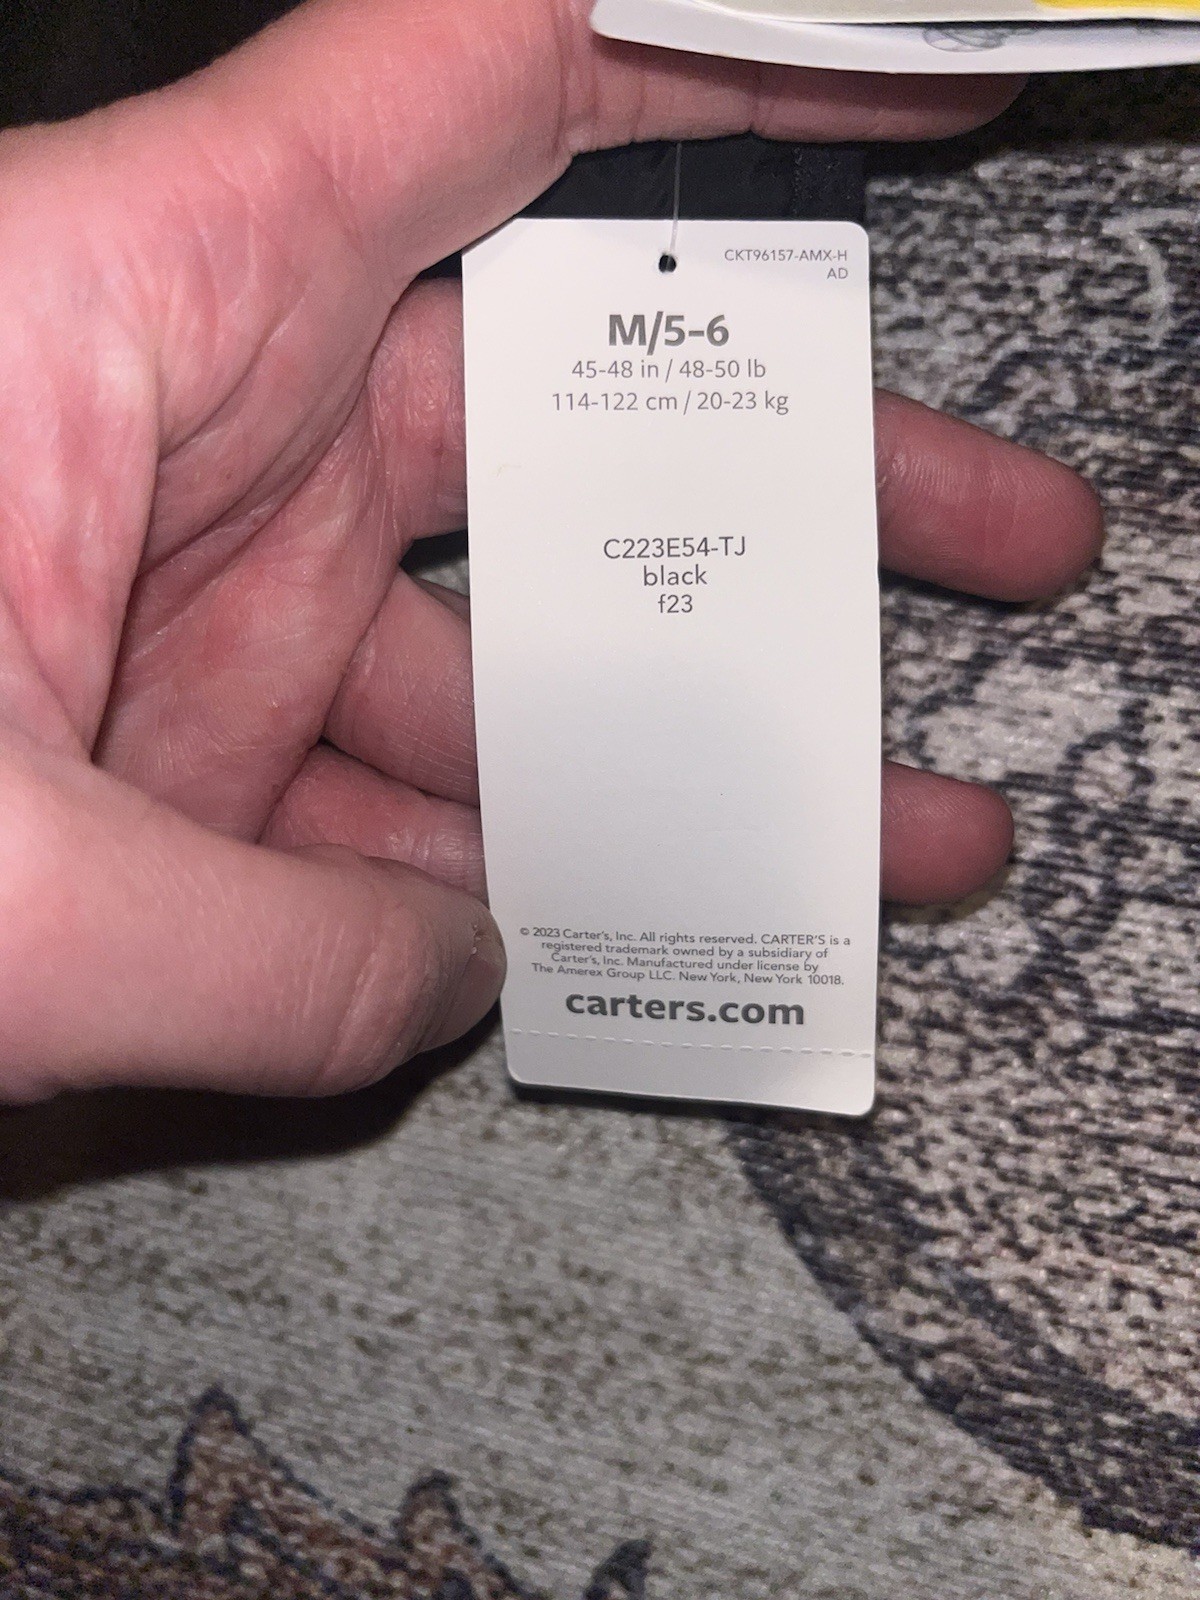 CKT96157-AMX-H
AD
M/5-6
45-48 in / 48-50 lb
114-122 cm / 20-23 kg
C223E54-TJ
black
f23
© 2023 Carter's, Inc. All rights reserved. CARTER'S is a
registered trademark owned by a subsidiary of
Carter's, Inc. Manufactured under license by
The Amerex Group LLC. New York, New York 10018.
carters.com